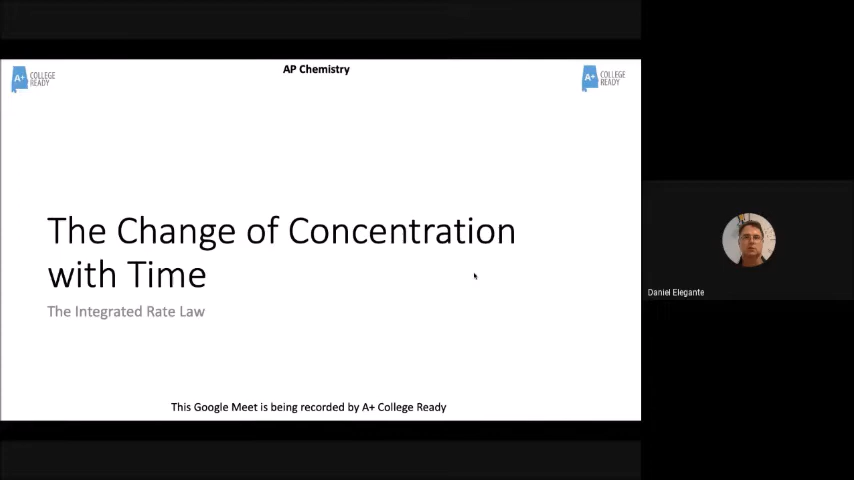 AP Chemistry
A+ COLLEGE READY
A+ COLLEGE READY
The Change of Concentration
with Time
The Integrated Rate Law
Daniel Elegante
This Google Meet is being recorded by A+ College Ready